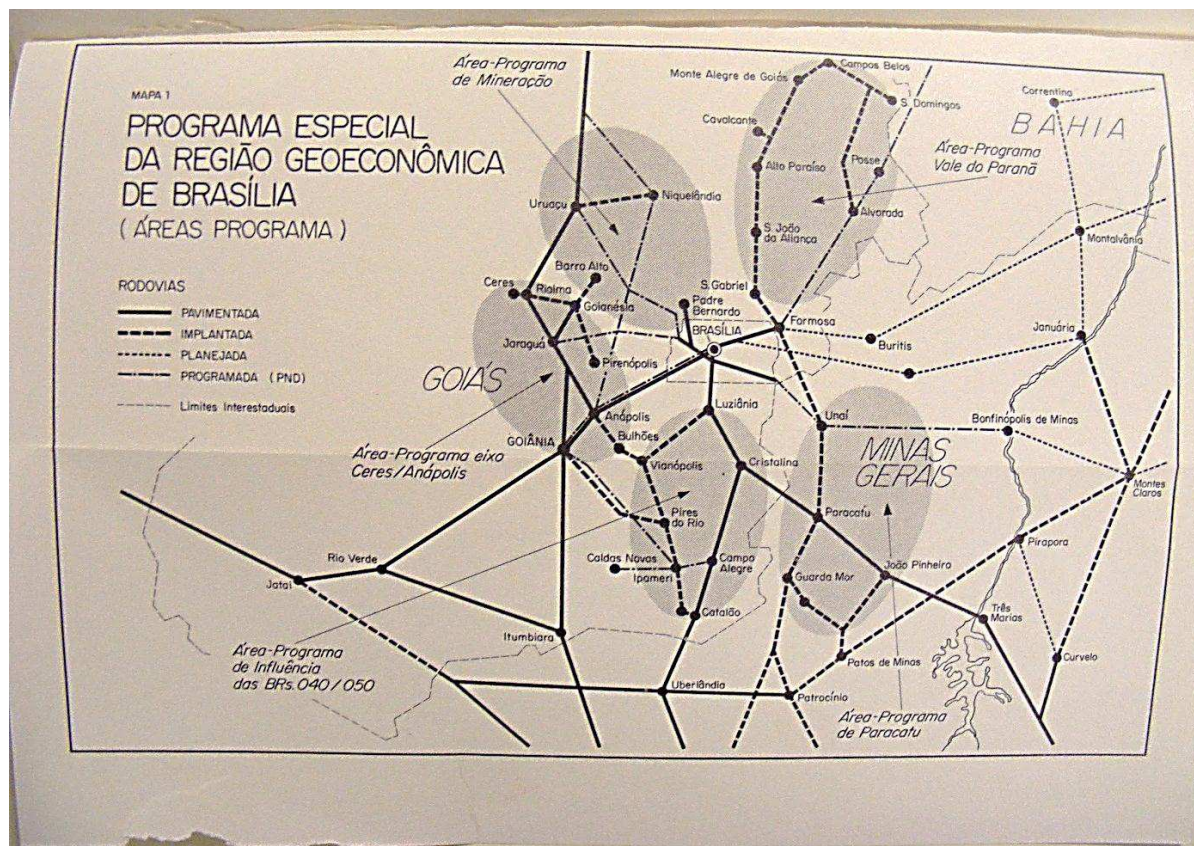 MAPA 1
PROGRAMA ESPECIAL
DA REGIÃO GEOECONÔMICA
DE BRASÍLIA
(ÁREAS PROGRAMA)
RODOVIAS
PAVIMENTADA
IMPLANTADA
PLANEJADA
PROGRAMADA (PND)
Limites Interestaduais
Área-Programa
de Mineração
Monte Alegre de Goiás
Campos Belos
S. Domingos
Cavalcante
Alto Paraíso
Posse
Alvorada
S. João
da Aliança
S. Gabriel
Correntina
BAHIA
Área-Programa
Vale do Paranã
Montalvânia
Uruaçu
Niquelândia
Barro Alto
Ceres
Rialma
Goianésia
Padre
Bernardo
BRASÍLIA
Formosa
Buritis
Januária
Jaraguá
Pirenópolis
GOIÁS
Anápolis
Luziânia
Unaí
Bonfinópolis de Minas
GOIÂNIA
Bulhões
Vianópolis
Cristalina
MINAS
GERAIS
Montes
Claros
Área-Programa eixo
Ceres/Anápolis
Pires
do Rio
Paracatu
Pirapora
Rio Verde
Jataí
Caldas Novas
Ipameri
Campo
Alegre
Guarda Mor
João Pinheiro
Catalão
Três
Marias
Itumbiara
Patos de Minas
Curvelo
Área-Programa
de Influência
das BRs. 040/050
Uberlândia
Patrocínio
Área-Programa
de Paracatu